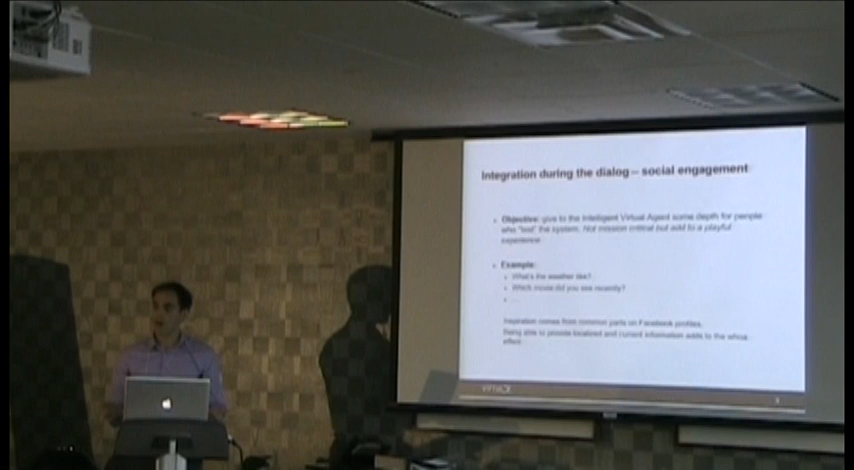 Integration during the dialog – social engagement
Objective: give to the Intelligent Virtual Agent some depth for people
who "test" the system. Not mission critical but add to a playful
experience.
Example:
What's the weather like?
Which movie did you see recently?
...
Inspiration comes from common parts on Facebook profiles.
Being able to provide localized and current information adds to the whole
effect